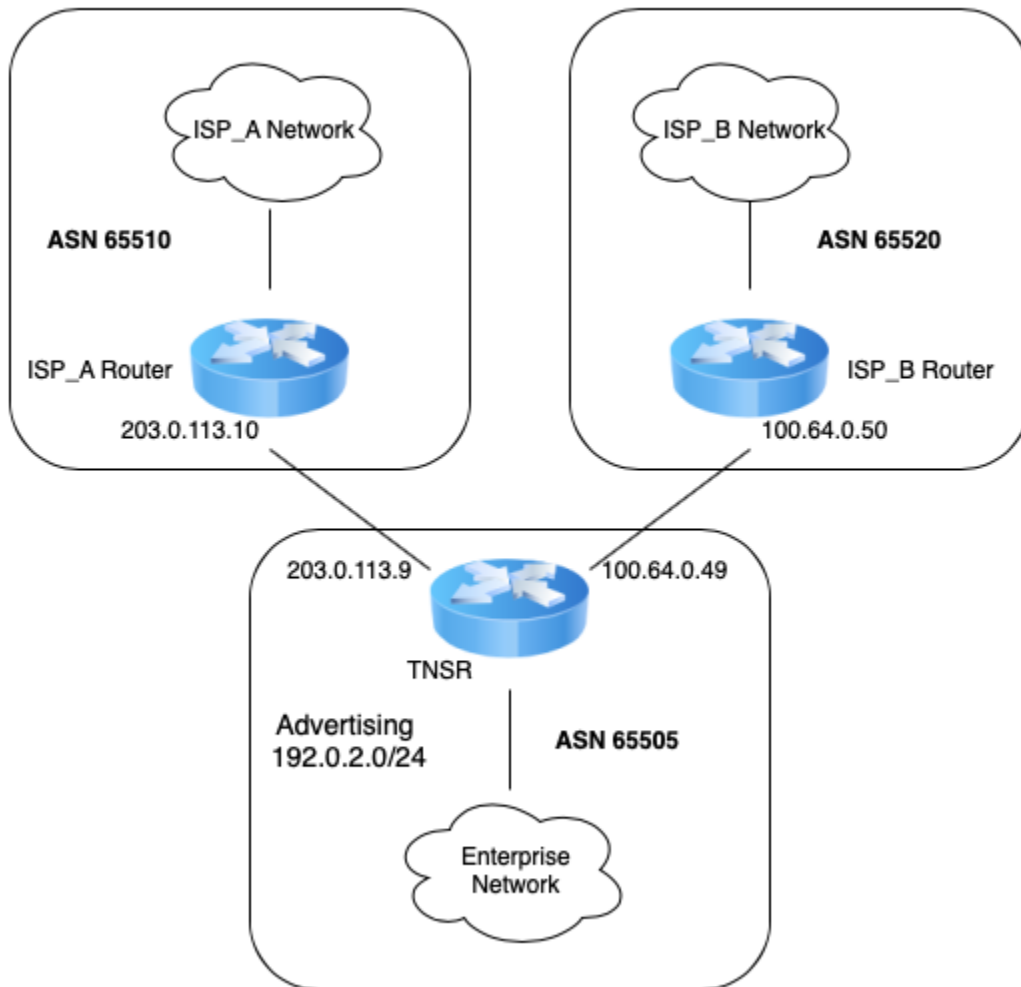 ISP_A Network
ISP_B Network
ASN 65510
ASN 65520
ISP_A Router
ISP_B Router
203.0.113.10
100.64.0.50
203.0.113.9
100.64.0.49
TNSR
Advertising
192.0.2.0/24
ASN 65505
Enterprise
Network